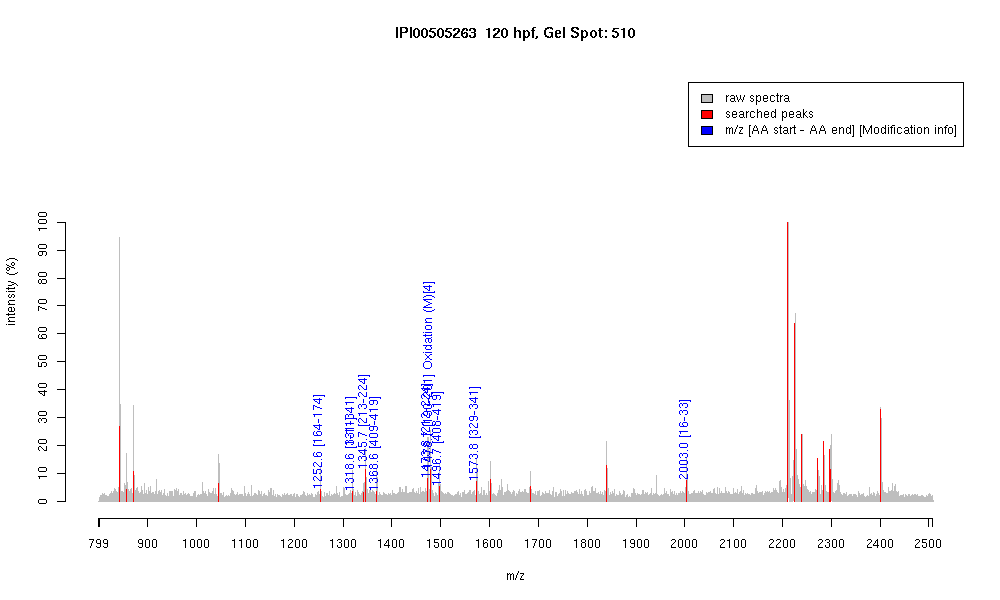 IPI00505263 120 hpf, Gel Spot: 510
raw spectra
searched peaks
m/z [AA start - AA end] [Modification info]
intensity (%)
100
90
80
70
60
50
40
30
20
10
0
1252.6 [164-174]
1318.6 [331-341]
1345.7 [213-224]
1368.6 [409-419]
Oxidation (M)[4]
1496.7 [408-419]
1573.8 [329-341]
2003.0 [16-33]
799 900 1000 1100 1200 1300 1400 1500 1600 1700 1800 1900 2000 2100 2200 2300 2400 2500
m/z